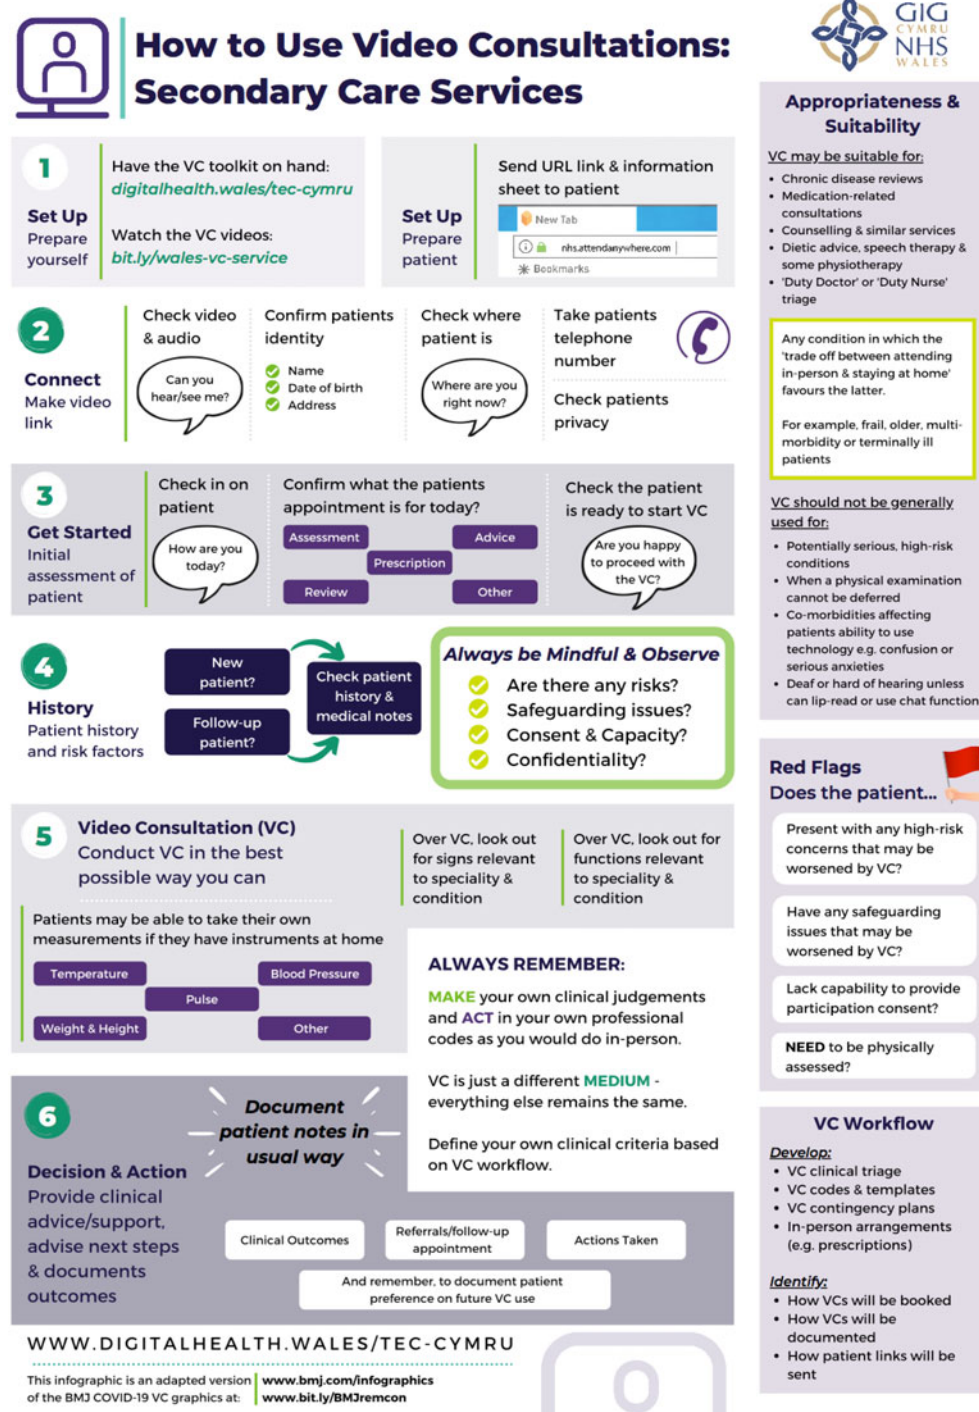 How to Use Video Consultations:
Secondary Care Services
GIG
CYMRU
NHS
WALES
1
Set Up
Prepare
yourself
Have the VC toolkit on hand:
digitalhealth.wales/tec-cymru
Watch the VC videos:
bit.ly/wales-vc-service
Set Up
Prepare
patient
Send URL link & information
sheet to patient
New Tab
nhs.attendanywhere.com
Bookmarks
2
Connect
Make video
link
Check video
& audio
Can you
hear/see me?
Confirm patients
identity
Name
Date of birth
Address
Check where
patient is
Where are you
right now?
Take patients
telephone
number
Check patients
privacy
3
Get Started
Initial
assessment of
patient
Check in on
patient
How are you
today?
Confirm what the patients
appointment is for today?
Assessment
Advice
Prescription
Review
Other
Check the patient
is ready to start VC
Are you happy
to proceed with
the VC?
4
History
Patient history
and risk factors
New
patient?
Follow-up
patient?
Check patient
history &
medical notes
Always be Mindful & Observe
Are there any risks?
Safeguarding issues?
Consent & Capacity?
Confidentiality?
5
Video Consultation (VC)
Conduct VC in the best
possible way you can
Patients may be able to take their own
measurements if they have instruments at home
Temperature
Blood Pressure
Pulse
Weight & Height
Other
Over VC, look out
for signs relevant
to speciality &
condition
Over VC, look out for
functions relevant
to speciality &
condition
ALWAYS REMEMBER:
MAKE your own clinical judgements
and ACT in your own professional
codes as you would do in-person.
VC is just a different MEDIUM -
everything else remains the same.
Define your own clinical criteria based
on VC workflow.
6
Decision & Action
Provide clinical
advice/support,
advise next steps
& documents
outcomes
Document
patient notes in
usual way
Clinical Outcomes
Referrals/follow-up
appointment
Actions Taken
And remember, to document patient
preference on future VC use
WWW.DIGITALHEALTH.WALES/TEC-CYMRU
This infographic is an adapted version
of the BMJ COVID-19 VC graphics at:
www.bmj.com/infographics
www.bit.ly/BMJremcon
Appropriateness &
Suitability
VC may be suitable for:
• Chronic disease reviews
• Medication-related
consultations
• Counselling & similar services
• Dietic advice, speech therapy &
some physiotherapy
• 'Duty Doctor' or 'Duty Nurse'
triage
Any condition in which the
'trade off between attending
in-person & staying at home'
favours the latter.
For example, frail, older, multi-
morbidity or terminally ill
patients
VC should not be generally
used for:
• Potentially serious, high-risk
conditions
• When a physical examination
cannot be deferred
• Co-morbidities affecting
patients ability to use
technology e.g. confusion or
serious anxieties
• Deaf or hard of hearing unless
can lip-read or use chat function
Red Flags
Does the patient...
Present with any high-risk
concerns that may be
worsened by VC?
Have any safeguarding
issues that may be
worsened by VC?
Lack capability to provide
participation consent?
NEED to be physically
assessed?
VC Workflow
Develop:
• VC clinical triage
• VC codes & templates
• VC contingency plans
• In-person arrangements
(e.g. prescriptions)
Identify:
• How VCs will be booked
• How VCs will be
documented
• How patient links will be
sent